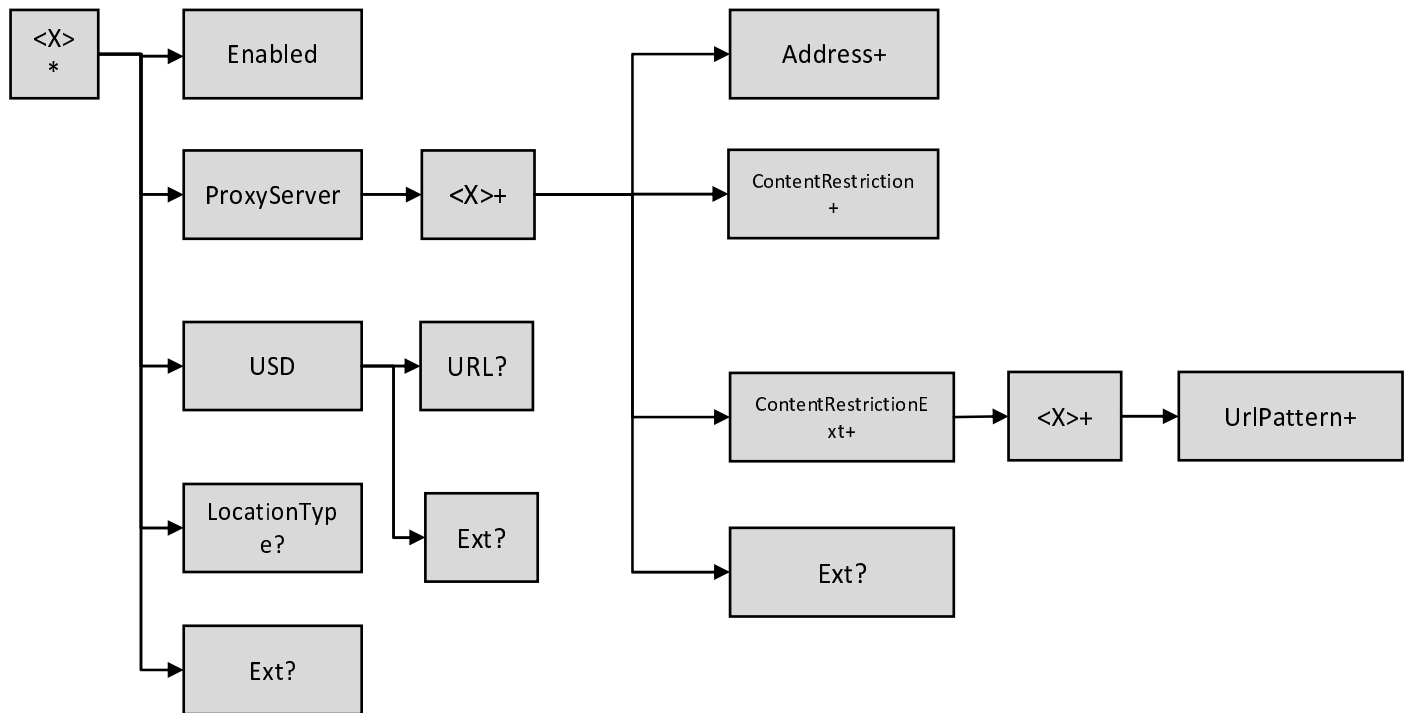 <X>
*
Enabled
Address+
ProxyServer
<X>+
ContentRestriction
+
USD
URL?
ContentRestrictionE
xt+
<X>+
UrlPattern+
LocationTyp
e?
Ext?
Ext?
Ext?